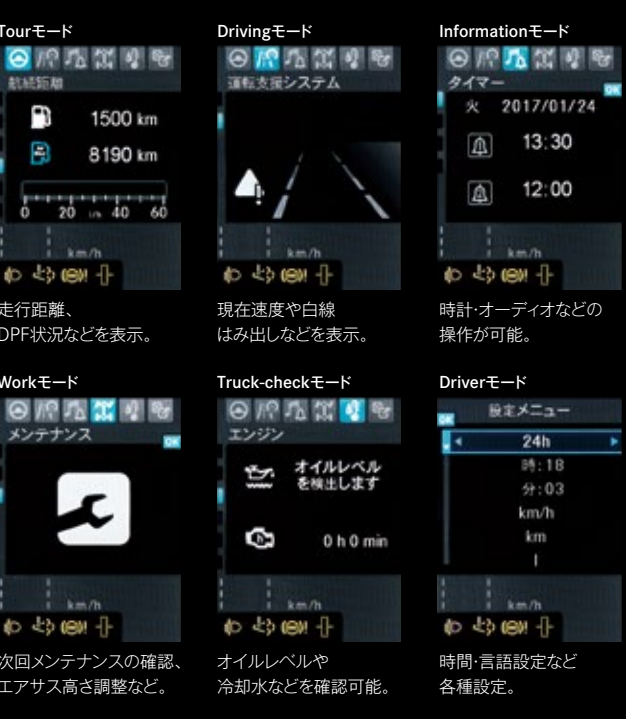 Tourモード
航続距離
1500 km
8190 km
0 20 40 60
km/h
走行距離、
DPF状況などを表示。
Drivingモード
運転支援システム
km/h
現在速度や白線
はみ出しなどを表示。
Informationモード
タイマー
OK
火 2017/01/24
13:30
12:00
km/h
時計・オーディオなどの
操作が可能。
Workモード
メンテナンス
OK
km/h
次回メンテナンスの確認、
エアサス高さ調整など。
Truck-checkモード
エンジン
オイルレベル
を検出します
0 h 0 min
km/h
オイルレベルや
冷却水などを確認可能。
Driverモード
設定メニュー
OK
24h
時:18
分:03
km/h
km
l
km/h
時間・言語設定など
各種設定。